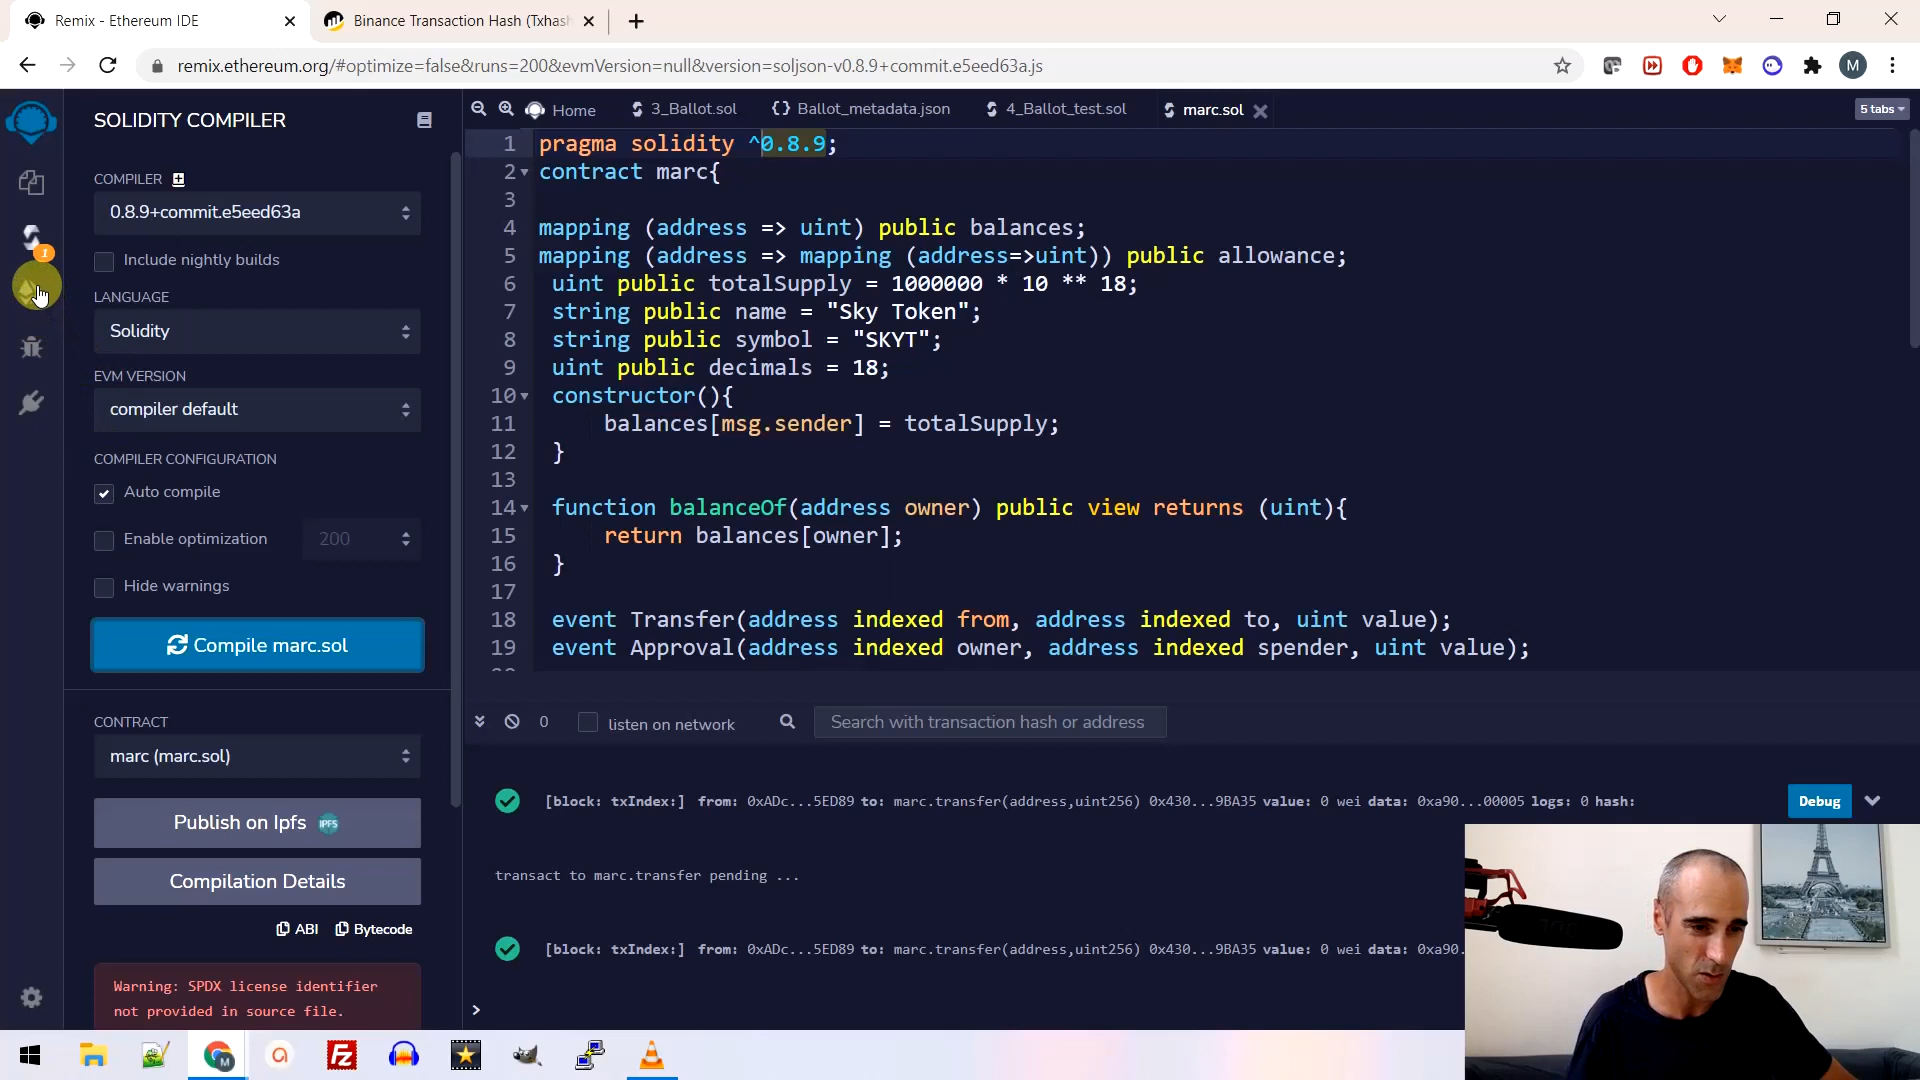 Remix - Ethereum IDE
Binance Transaction Hash (Txhash
remix.ethereum.org/#optimize=false&runs=200&evmVersion=null&version=soljson-v0.8.9+commit.e5eed63a.js
M
SOLIDITY COMPILER
COMPILER
0.8.9+commit.e5eed63a
Include nightly builds
LANGUAGE
Solidity
EVM VERSION
compiler default
COMPILER CONFIGURATION
Auto compile
Enable optimization
200
Hide warnings
Compile marc.sol
CONTRACT
marc (marc.sol)
Publish on Ipfs
IPFS
Compilation Details
ABI
Bytecode
Warning: SPDX license identifier
not provided in source file.
1
Home
3_Ballot.sol
{} Ballot_metadata.json
4_Ballot_test.sol
marc.sol
5 tabs
1 pragma solidity ^0.8.9;
2 contract marc{
3
4 mapping (address => uint) public balances;
5 mapping (address => mapping (address=>uint)) public allowance;
6 uint public totalSupply = 1000000 * 10 ** 18;
7 string public name = "Sky Token";
8 string public symbol = "SKYT";
9 uint public decimals = 18;
10 constructor(){
11 balances[msg.sender] = totalSupply;
12 }
13
14 function balanceOf(address owner) public view returns (uint){
15 return balances[owner];
16 }
17
18 event Transfer(address indexed from, address indexed to, uint value);
19 event Approval(address indexed owner, address indexed spender, uint value);
0
listen on network
Search with transaction hash or address
[block: txIndex:] from: 0xADc...5ED89 to: marc.transfer(address,uint256) 0x430...9BA35 value: 0 wei data: 0xa90...00005 logs: 0 hash:
Debug
transact to marc.transfer pending ...
[block: txIndex:] from: 0xADc...5ED89 to: marc.transfer(address,uint256) 0x430...9BA35 value: 0 wei data: 0xa90.
>
M